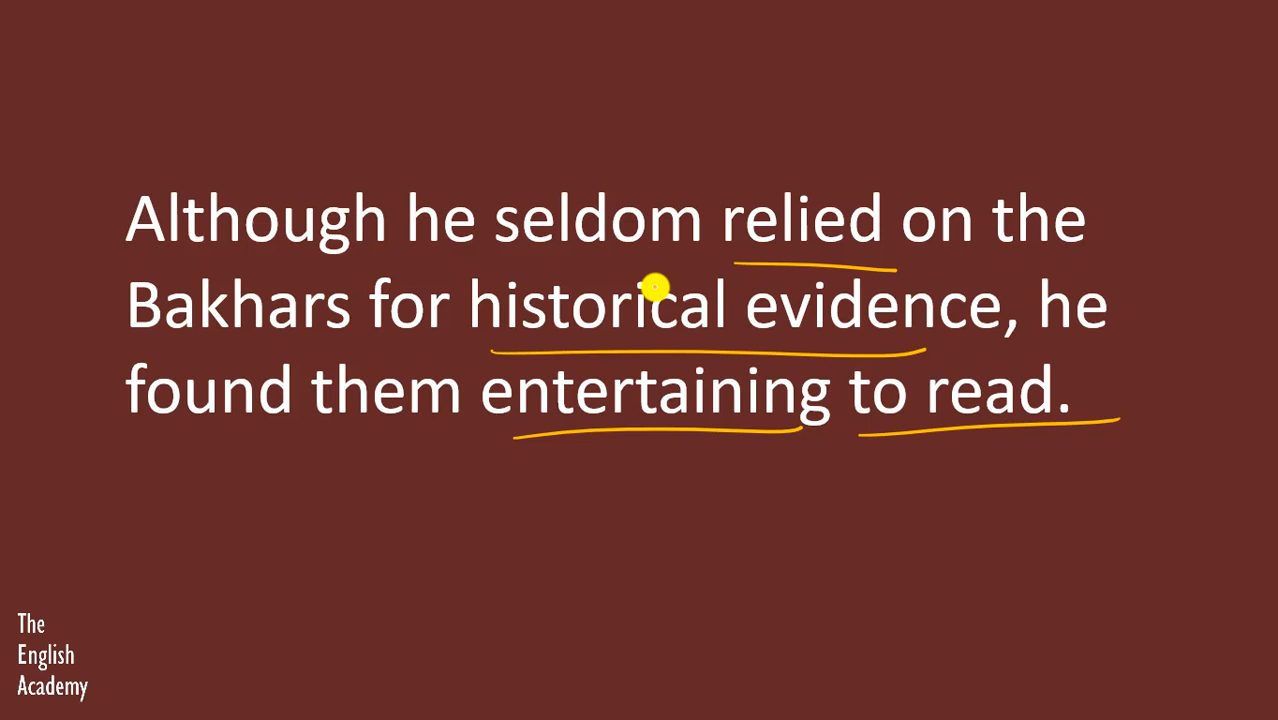 Although he seldom relied on the
Bakhars for historical evidence, he
found them entertaining to read.
The
English
Academy